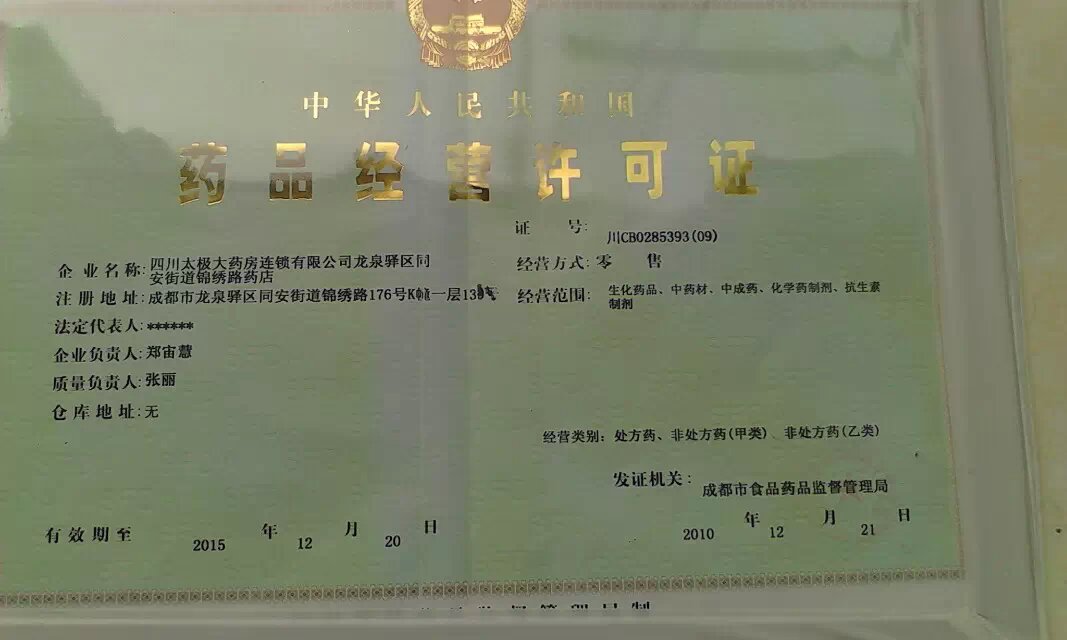 中华人民共和国
药品经营许可证
证 号: 川CB0285393(09)
企业名称: 四川太极大药房连锁有限公司龙泉驿区同
安街道锦绣路药店
经营方式: 零 售
注册地址: 成都市龙泉驿区同安街道锦绣路176号K幢一层
经营范围: 生化药品、中药材、中成药、化学药制剂、抗生素
制剂
法定代表人: ******
企业负责人: 郑宙慧
质量负责人: 张丽
仓库地址: 无
经营类别: 处方药、非处方药(甲类)、非处方药(乙类)
发证机关: 成都市食品药品监督管理局
有效期至 2015 年 12 月 20 日
2010 年 12 月 21 日